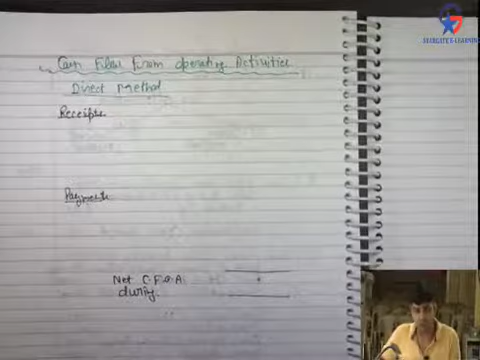 Cash Flow from operating Activities
Direct Method
Receipts
Payments
Net C.F.O.A
during